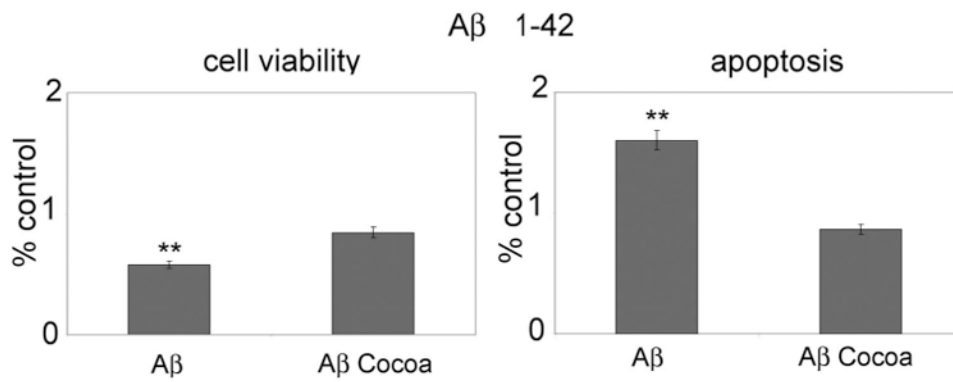 Aβ 1-42
cell viability
% control
2
1
0
**
Aβ
Aβ Cocoa
apoptosis
% control
2
1
0
**
Aβ
Aβ Cocoa